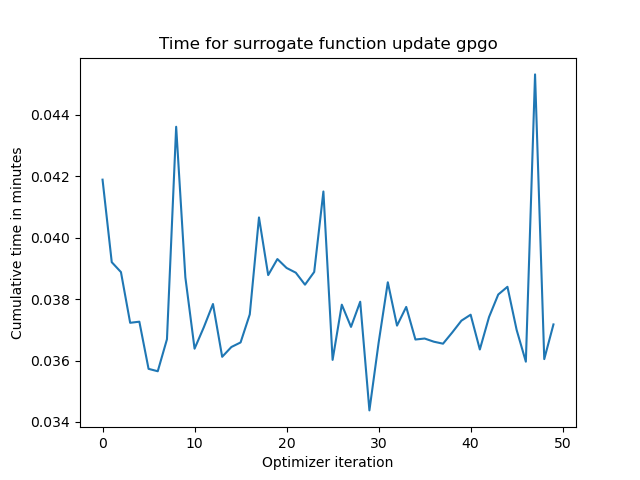 Time for surrogate function update gpgo
Cumulative time in minutes
0.044
0.042
0.040
0.038
0.036
0.034
0 10 20 30 40 50
Optimizer iteration